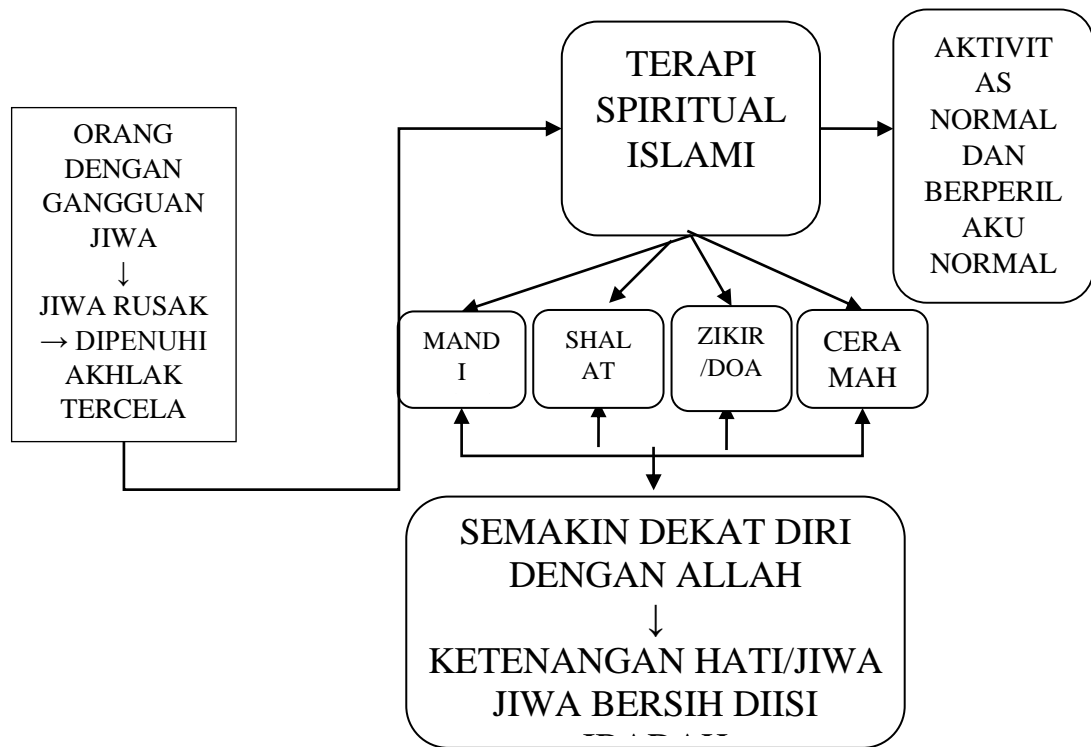 ORANG
DENGAN
GANGGUAN
JIWA
↓
JIWA RUSAK
→ DIPENUHI
AKHLAK
TERCELA
TERAPI
SPIRITUAL
ISLAMI
AKTIVIT
AS
NORMAL
DAN
BERPERIL
AKU
NORMAL
MAND
I
SHAL
AT
ZIKIR
/DOA
CERA
MAH
SEMAKIN DEKAT DIRI
DENGAN ALLAH
↓
KETENANGAN HATI/JIWA
JIWA BERSIH DIISI